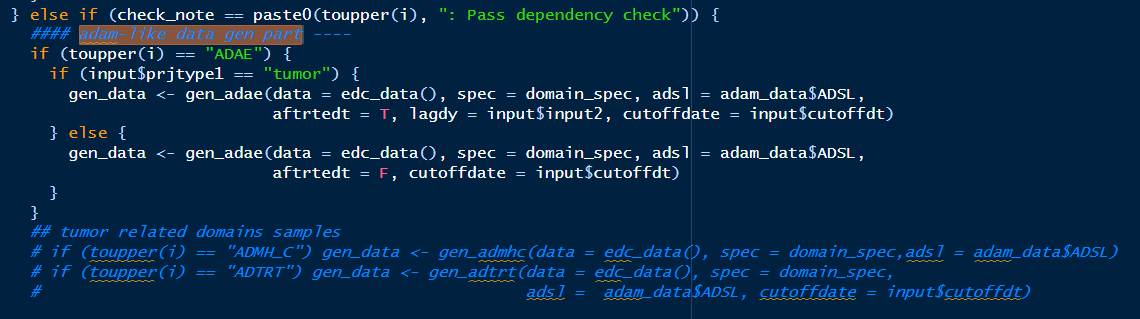 } else if (check_note == paste0(toupper(i), ": Pass dependency check")) {
#### adam-like data gen part ----
if (toupper(i) == "ADAE") {
if (input$prjtype1 == "tumor") {
gen_data <- gen_adae(data = edc_data(), spec = domain_spec, adsl = adam_data$ADSL,
aftrtedt = T, lagdy = input$input2, cutoffdate = input$cutoffdt)
} else {
gen_data <- gen_adae(data = edc_data(), spec = domain_spec, adsl = adam_data$ADSL,
aftrtedt = F, cutoffdate = input$cutoffdt)
}
}
## tumor related domains samples
# if (toupper(i) == "ADMH_C") gen_data <- gen_admhc(data = edc_data(), spec = domain_spec,adsl = adam_data$ADSL)
# if (toupper(i) == "ADTRT") gen_data <- gen_adtrt(data = edc_data(), spec = domain_spec,
# adsl = adam_data$ADSL, cutoffdate = input$cutoffdt)